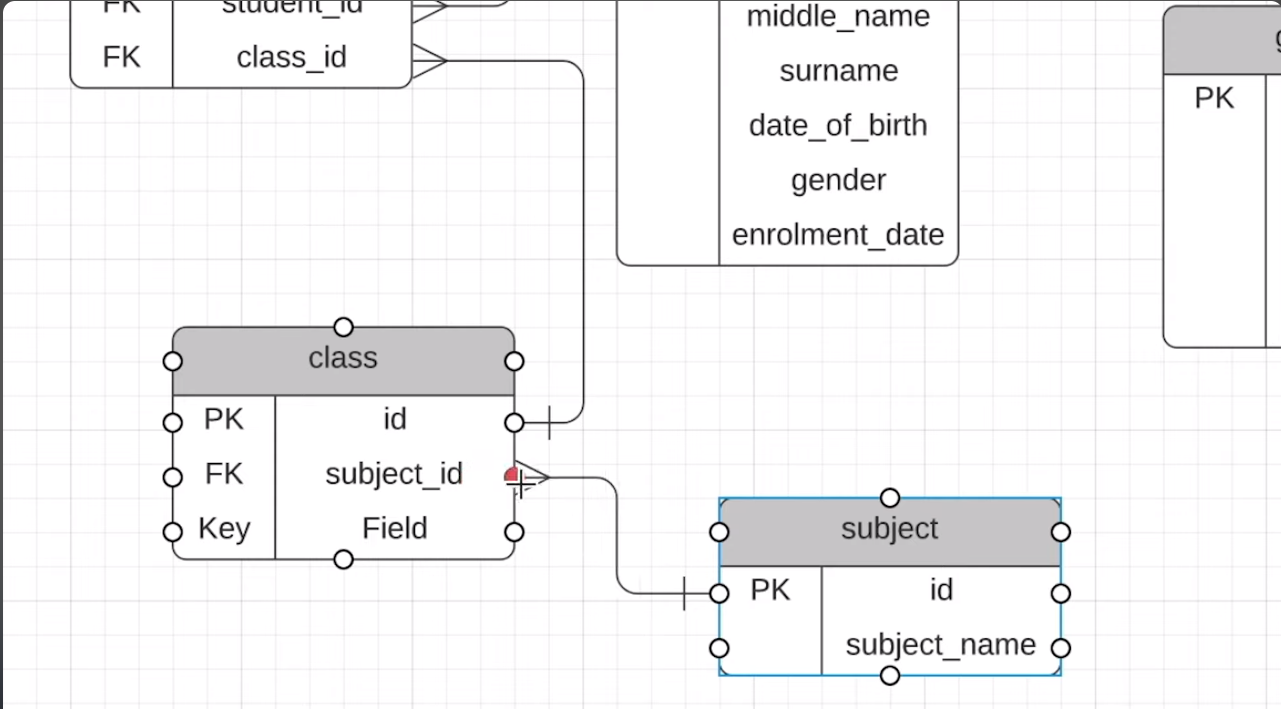 FK student_id
FK class_id
middle_name
surname
date_of_birth
gender
enrolment_date
PK
class
PK id
FK subject_id
Key Field
subject
PK id
subject_name